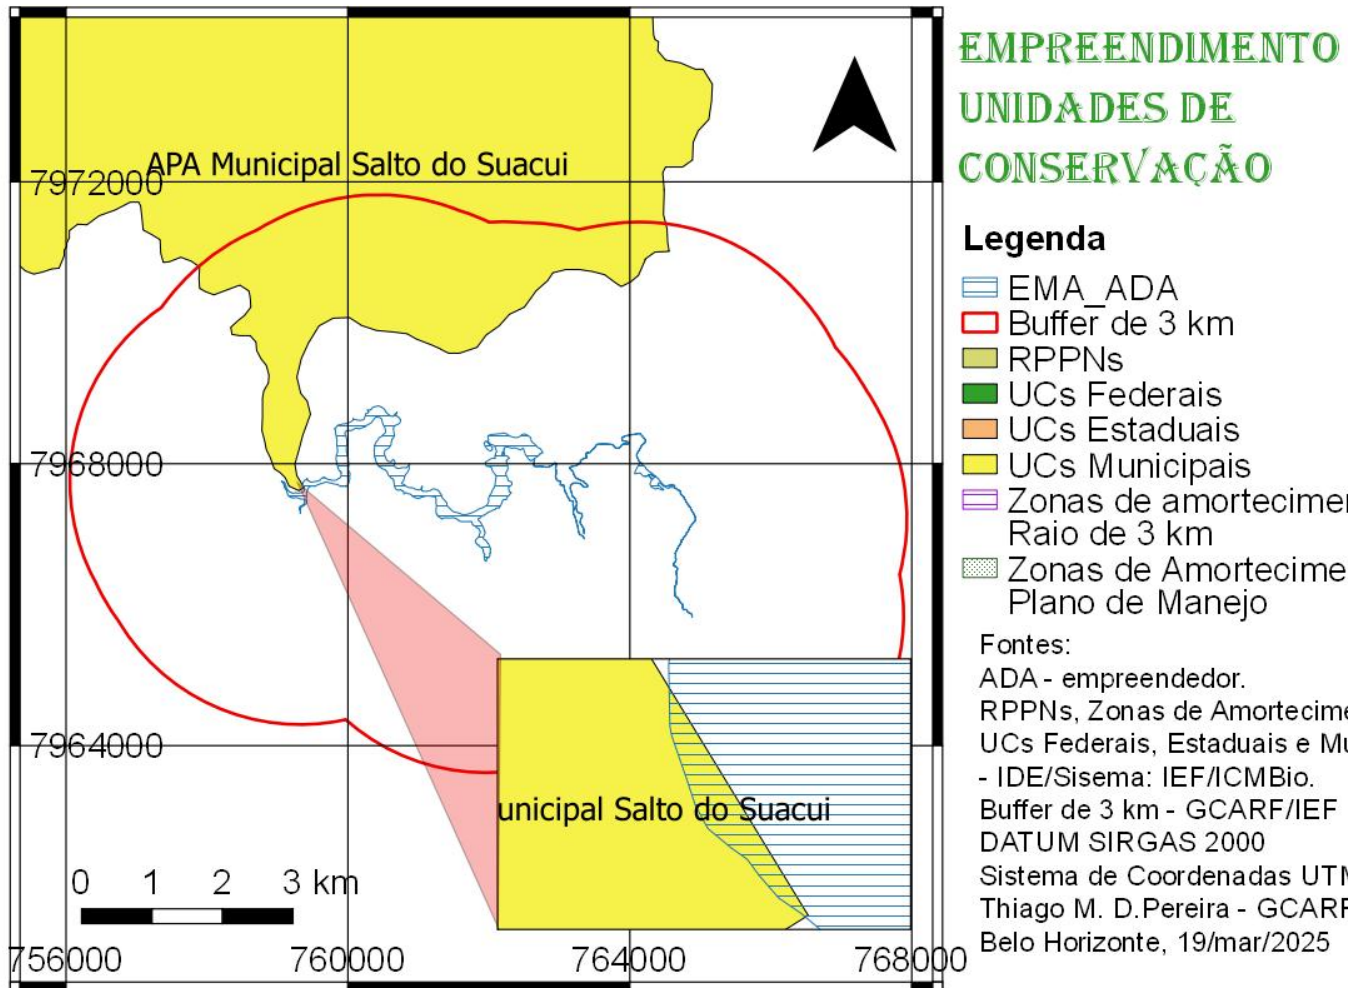 EMPREENDIMENTO
UNIDADES DE
CONSERVAÇÃO
APA Municipal Salto do Suacui
7972000
7968000
7964000
unicipal Salto do Suacui
0 1 2 3 km
756000 760000 764000 768000
Legenda
EMA_ADA
Buffer de 3 km
RPPNs
UCs Federais
UCs Estaduais
UCs Municipais
Zonas de amortecimen
Raio de 3 km
Zonas de Amortecime
Plano de Manejo
Fontes:
ADA - empreendedor.
RPPNs, Zonas de Amortecime
UCs Federais, Estaduais e Mu
- IDE/Sisema: IEF/ICMBio.
Buffer de 3 km - GCARF/IEF
DATUM SIRGAS 2000
Sistema de Coordenadas UTM
Thiago M. D.Pereira - GCARF
Belo Horizonte, 19/mar/2025